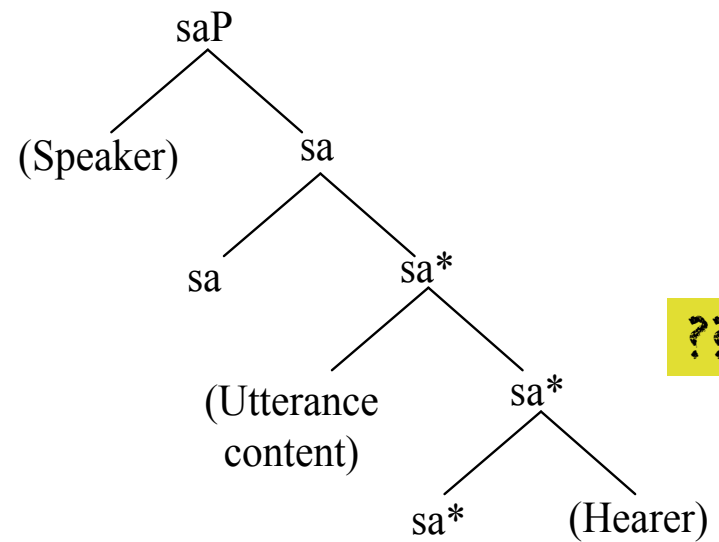 saP
(Speaker)
sa
sa
sa*
(Utterance
content)
sa*
sa*
(Hearer)
??